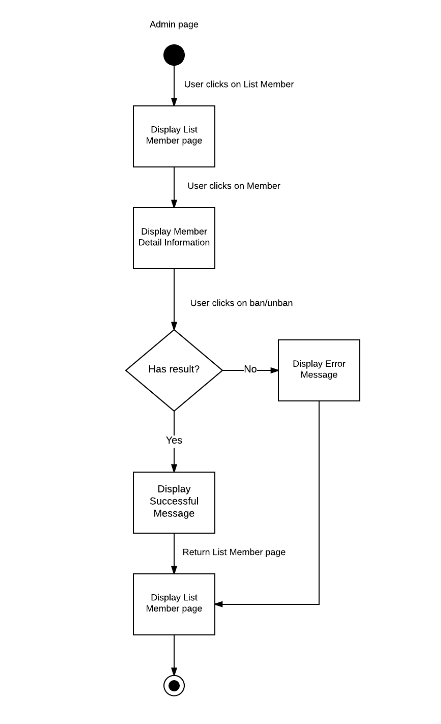 Admin page
User clicks on List Member
Display List
Member page
User clicks on Member
Display Member
Detail Information
User clicks on ban/unban
Has result?
No
Display Error
Message
Yes
Display
Successful
Message
Return List Member page
Display List
Member page